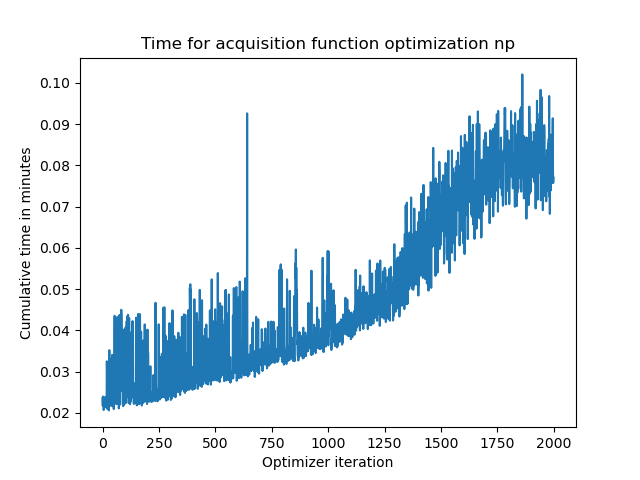 Time for acquisition function optimization np
0.10
0.09
0.08
0.07
0.06
0.05
0.04
0.03
0.02
Cumulative time in minutes
0 250 500 750 1000 1250 1500 1750 2000
Optimizer iteration